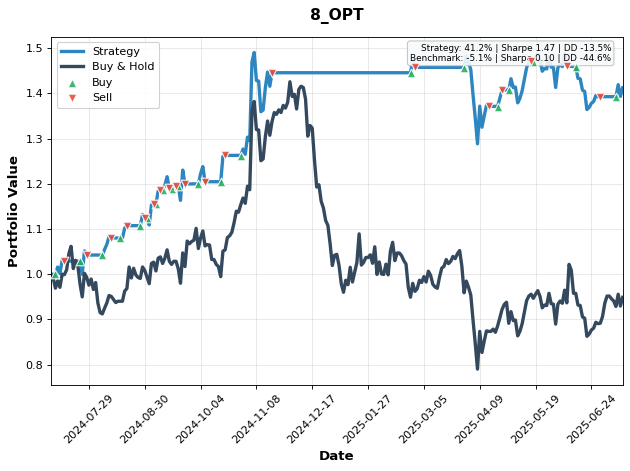 8_OPT
Strategy
Buy & Hold
Buy
Sell
Strategy: 41.2% | Sharpe 1.47 | DD -13.5%
Benchmark: -5.1% | Sharpe 0.10 | DD -44.6%
Portfolio Value
1.5
1.4
1.3
1.2
1.1
1.0
0.9
0.8
2024-07-29
2024-08-30
2024-10-04
2024-11-08
2024-12-17
2025-01-27
2025-03-05
2025-04-09
2025-05-19
2025-06-24
Date